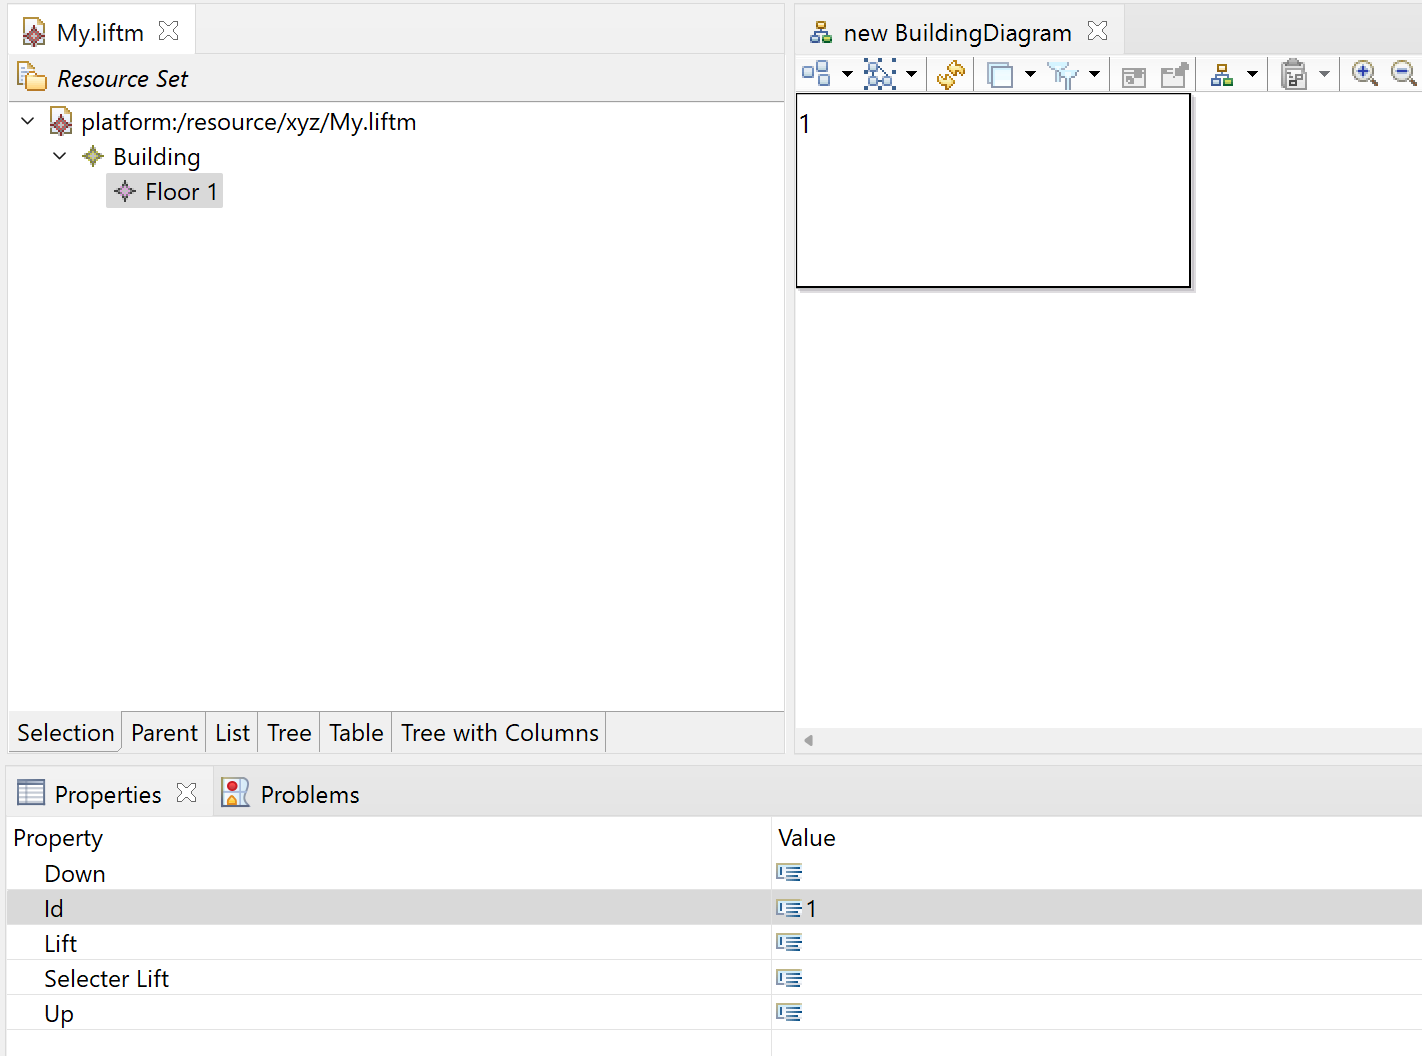 My.liftm
Resource Set
platform:/resource/xyz/My.liftm
Building
Floor 1
Selection Parent List Tree Table Tree with Columns
new BuildingDiagram
1
Properties Problems
Property Value
Down
Id 1
Lift
Selecter Lift
Up